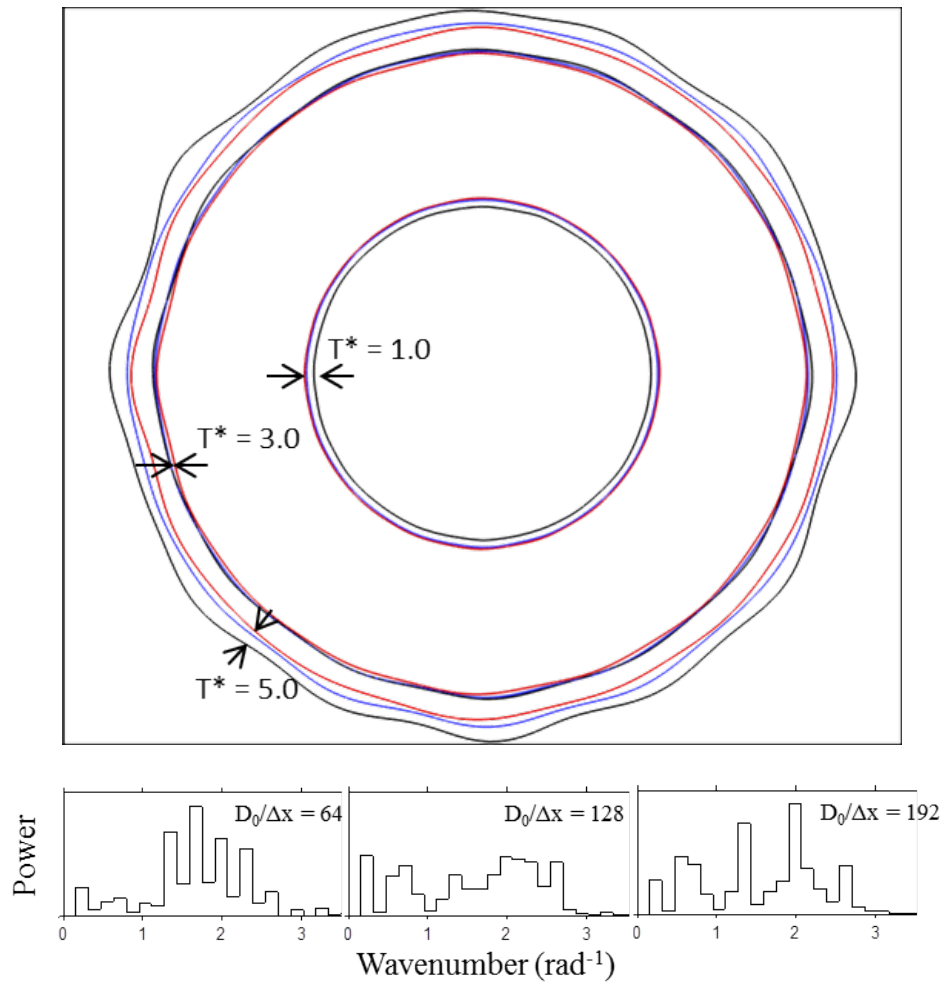 T* = 1.0
T* = 3.0
T* = 5.0
D₀/Δx = 64
D₀/Δx = 128
D₀/Δx = 192
Power
0 1 2 3 0 1 2 3 0 1 2 3
Wavenumber (rad⁻¹)